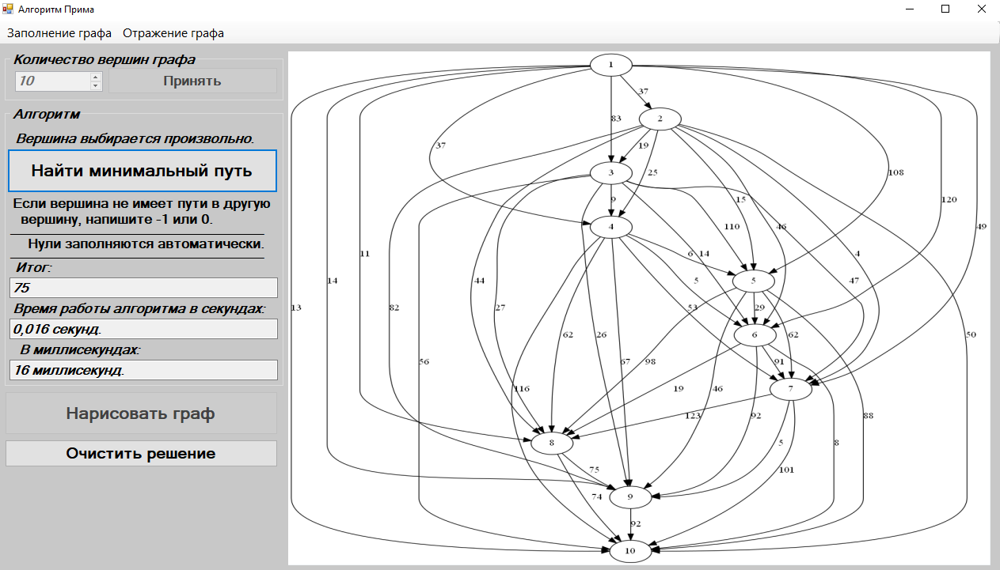 Алгоритм Прима
Заполнение графа Отражение графа
Количество вершин графа
10 Принять
Алгоритм
Вершина выбирается произвольно.
Найти минимальный путь
Если вершина не имеет пути в другую
вершину, напишите -1 или 0.
Нули заполняются автоматически.
Итог:
75
Время работы алгоритма в секундах:
0,016 секунд.
В миллисекундах:
16 миллисекунд.
Нарисовать граф
Очистить решение
1
37
83 2
37 19
3 25 108
9 15 120
4 110 46 49
11 6 14 4
14 44 5 5 47
13 82 27 53 29
62 26 6 62 50
56 67 98 91
116 19 46 7
123 92 88
8 5 8
75 101
74 9
92
10